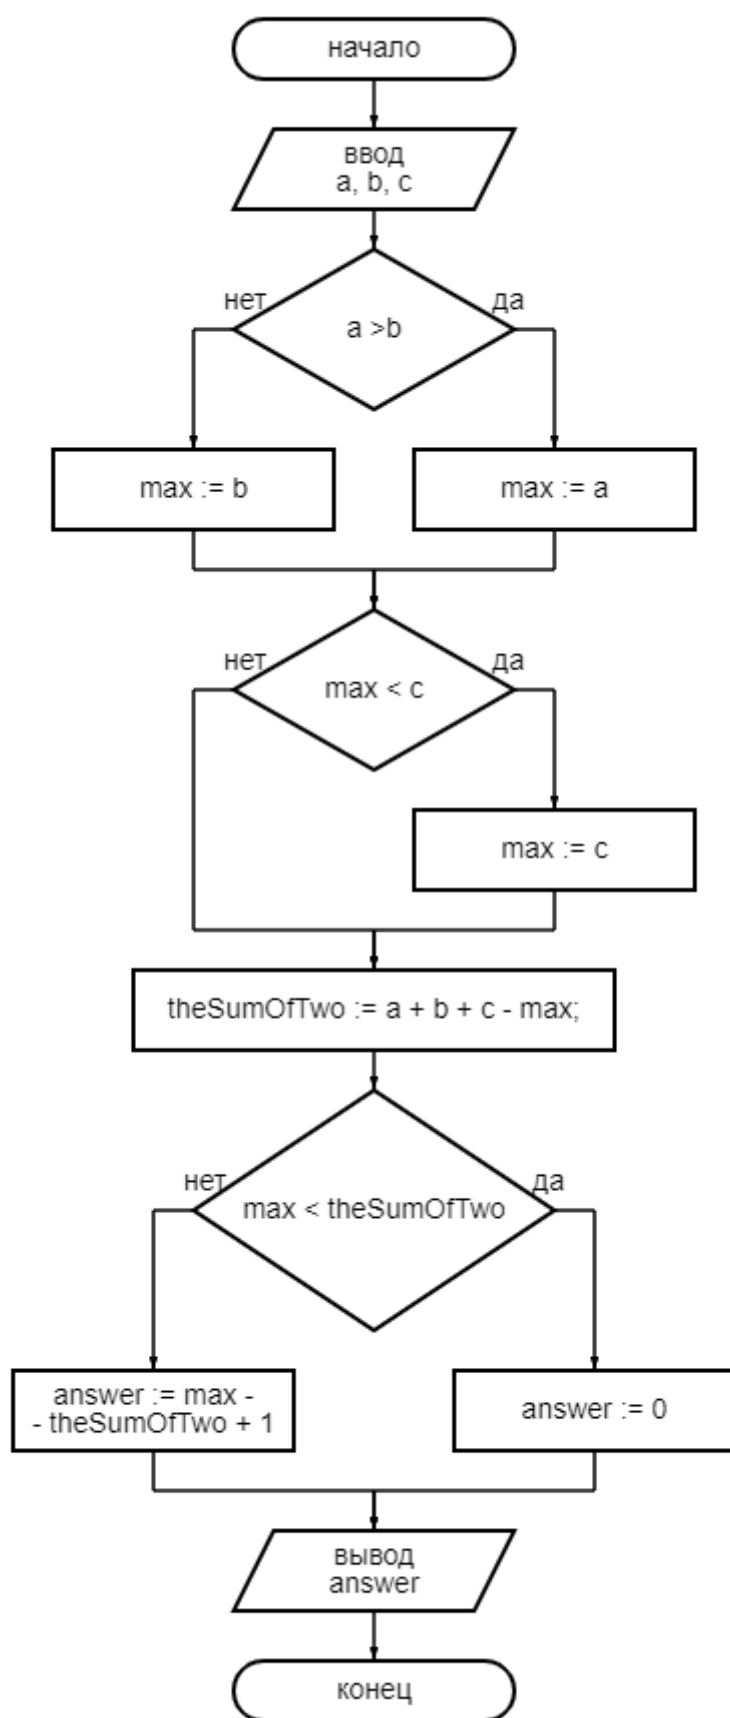 начало
ввод
a, b, c
нет
да
a >b
max := b
max := a
нет
да
max < c
max := c
theSumOfTwo := a + b + c - max;
нет
да
max < theSumOfTwo
answer := max -
- theSumOfTwo + 1
answer := 0
вывод
answer
конец